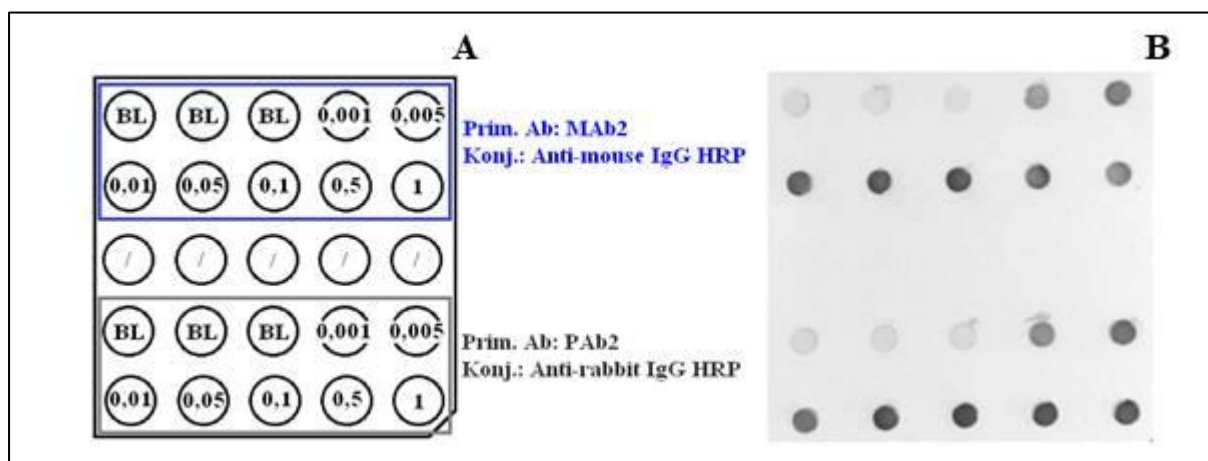 A
B
BL BL BL 0,001 0,005
Prim. Ab: MAb2
Konj.: Anti-mouse IgG HRP
0,01 0,05 0,1 0,5 1
/ / / / /
BL BL BL 0,001 0,005
Prim. Ab: PAb2
Konj.: Anti-rabbit IgG HRP
0,01 0,05 0,1 0,5 1